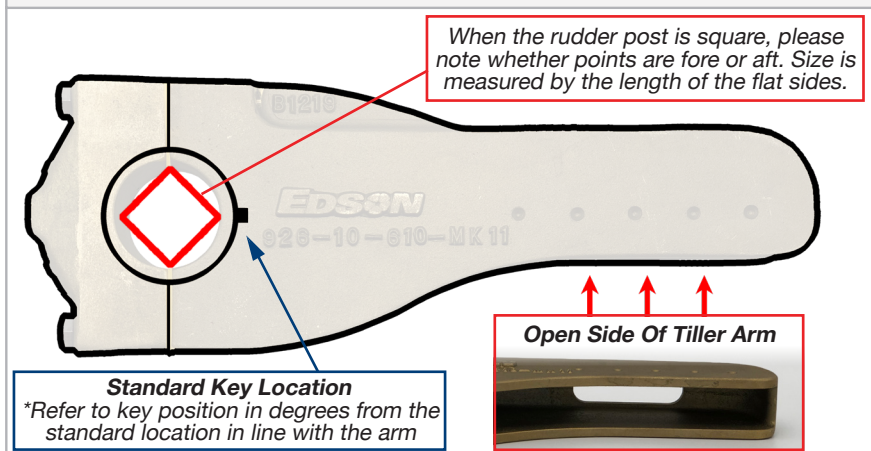 When the rudder post is square, please
note whether points are fore or aft. Size is
measured by the length of the flat sides.
B1210
EDSON
926-10-610-MK11
Open Side Of Tiller Arm
Standard Key Location
*Refer to key position in degrees from the
standard location in line with the arm